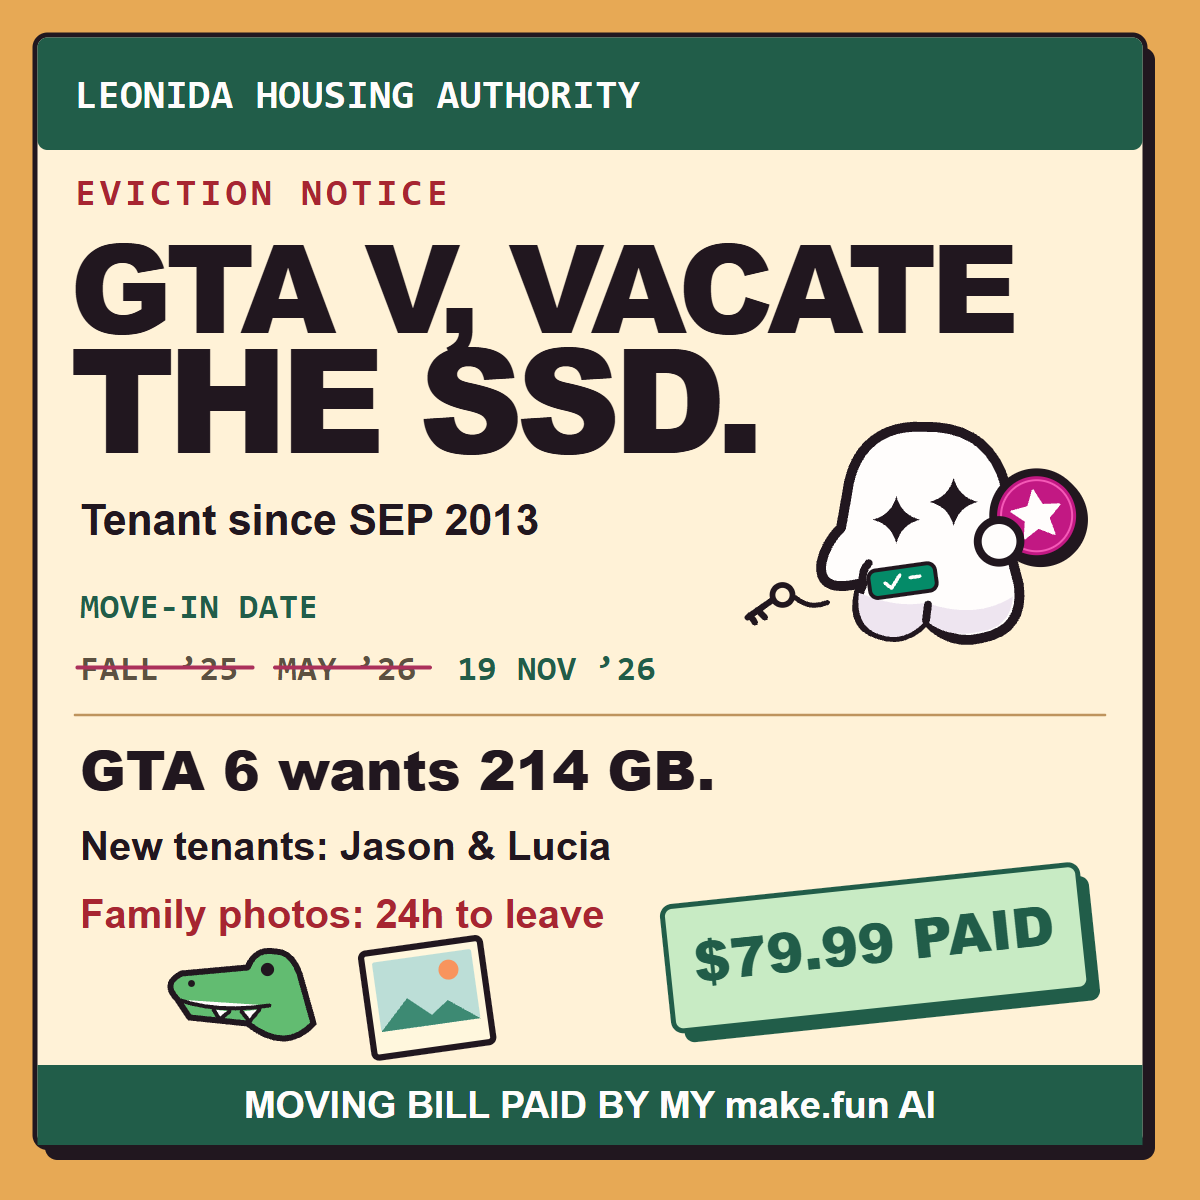 LEONIDA HOUSING AUTHORITY
EVICTION NOTICE
GTA V, VACATE
THE SSD.
Tenant since SEP 2013
MOVE-IN DATE
FALL ’25 MAY ’26 19 NOV ’26
GTA 6 wants 214 GB.
New tenants: Jason & Lucia
Family photos: 24h to leave
$79.99 PAID
MOVING BILL PAID BY MY make.fun AI